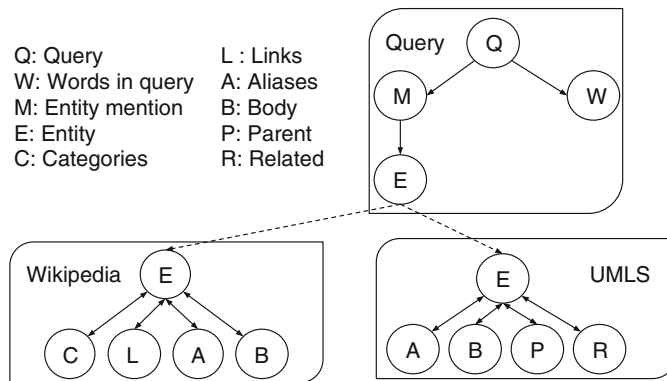 Q: Query
W: Words in query
M: Entity mention
E: Entity
C: Categories
L : Links
A: Aliases
B: Body
P: Parent
R: Related
Query
Q
M
W
E
Wikipedia
E
C
L
A
B
UMLS
E
A
B
P
R